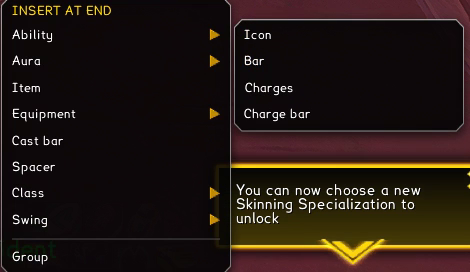 INSERT AT END
Ability
Aura
Item
Equipment
Cast bar
Spacer
Class
Swing
Group
Icon
Bar
Charges
Charge bar
You can now choose a new
Skinning Specialization to
unlock